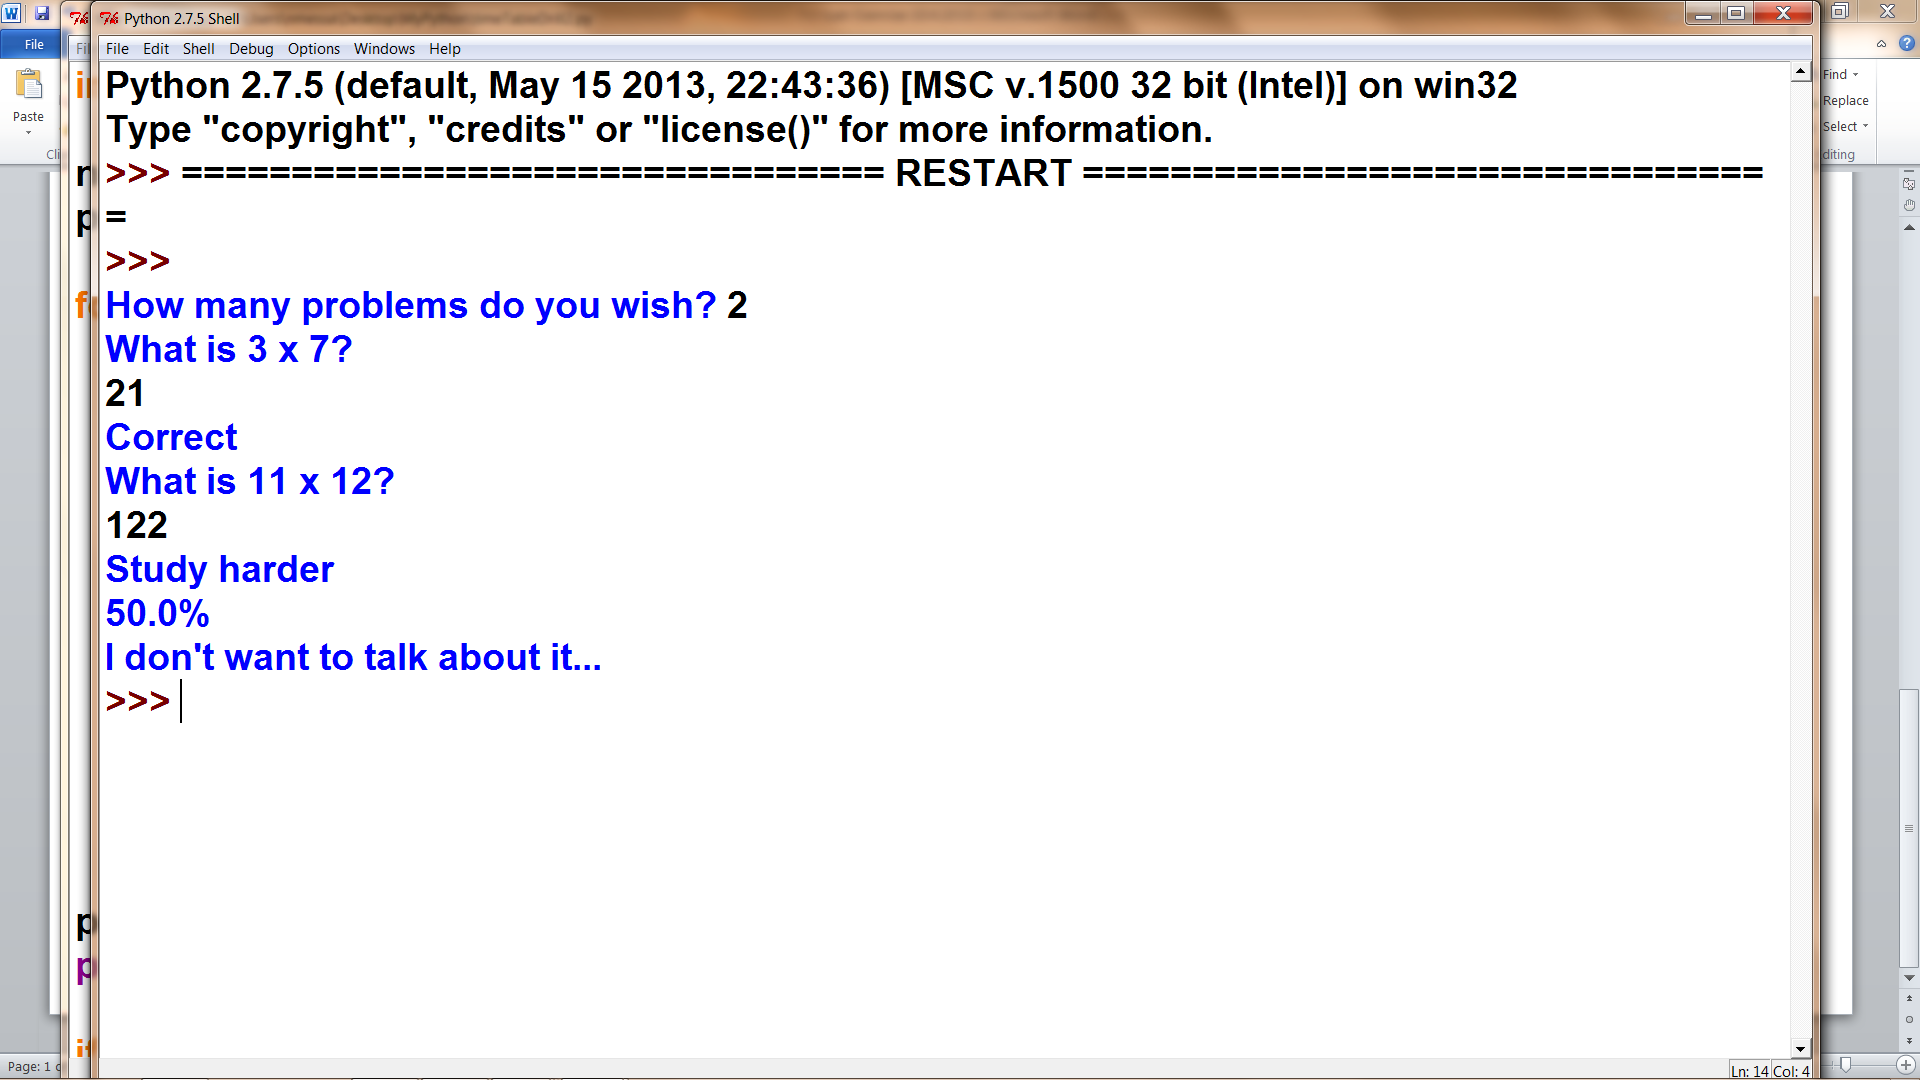 Python 2.7.5 Shell
File
File Edit Shell Debug Options Windows Help
Paste
Find
Replace
Select
diting
Python 2.7.5 (default, May 15 2013, 22:43:36) [MSC v.1500 32 bit (Intel)] on win32
Type "copyright", "credits" or "license()" for more information.
>>> ================================ RESTART ===============================
=
>>>
How many problems do you wish? 2
What is 3 x 7?
21
Correct
What is 11 x 12?
122
Study harder
50.0%
I don't want to talk about it...
>>>
Page: 1
Ln: 14 Col: 4